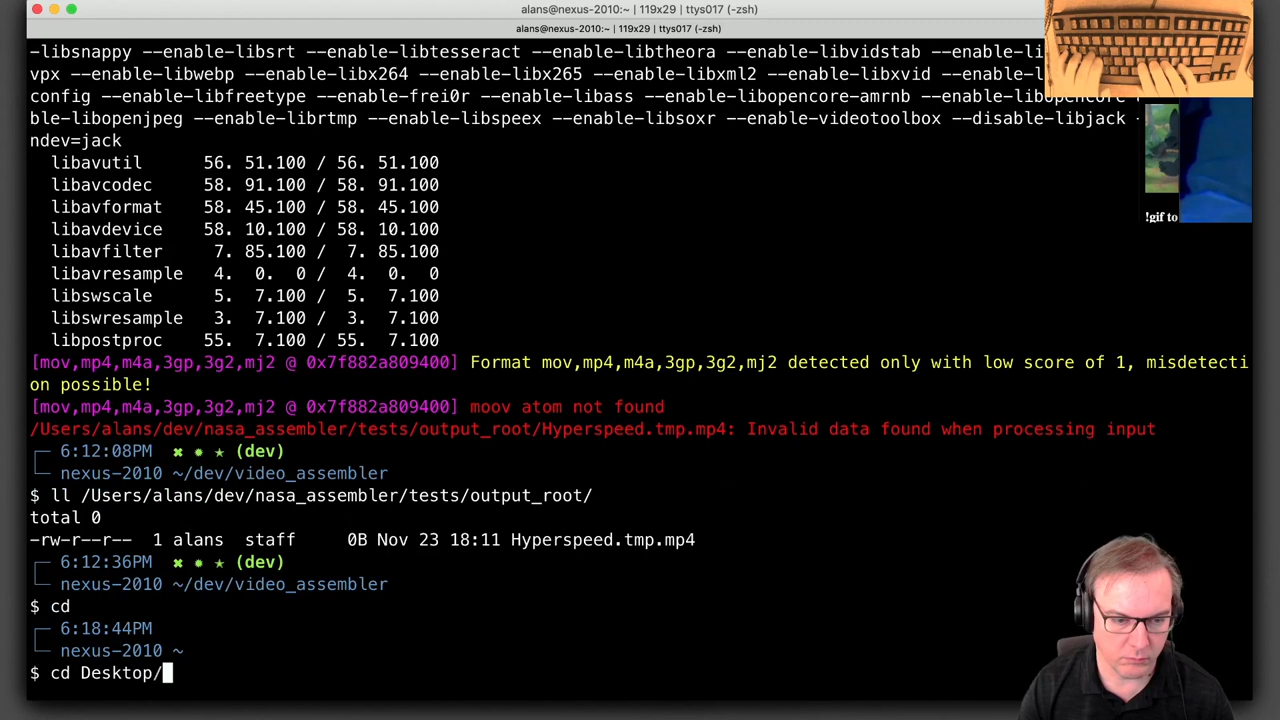 alans@nexus-2010:~ | 119x29 | ttys017 (-zsh)
alans@nexus-2010:~ | 119x29 | ttys017 (-zsh)
-libsnappy --enable-libsrt --enable-libtesseract --enable-libtheora --enable-libvidstab
vpx --enable-libwebp --enable-libx264 --enable-libx265 --enable-libxml2 --enable-libxvid
config --enable-libfreetype --enable-frei0r --enable-libass --enable-libopencore-amrnb --enable-libopencore
ble-libopenjpeg --enable-librtmp --enable-libspeex --enable-libsoxr --enable-videotoolbox --disable-libjack
ndev=jack
libavutil 56. 51.100 / 56. 51.100
libavcodec 58. 91.100 / 58. 91.100
libavformat 58. 45.100 / 58. 45.100
libavdevice 58. 10.100 / 58. 10.100
libavfilter 7. 85.100 / 7. 85.100
libavresample 4. 0. 0 / 4. 0. 0
libswscale 5. 7.100 / 5. 7.100
libswresample 3. 7.100 / 3. 7.100
libpostproc 55. 7.100 / 55. 7.100
[mov,mp4,m4a,3gp,3g2,mj2 @ 0x7f882a809400] Format mov,mp4,m4a,3gp,3g2,mj2 detected only with low score of 1, misdetecti
on possible!
[mov,mp4,m4a,3gp,3g2,mj2 @ 0x7f882a809400] moov atom not found
/Users/alans/dev/nasa_assembler/tests/output_root/Hyperspeed.tmp.mp4: Invalid data found when processing input
6:12:08PM ✖ ✹ ★ (dev)
nexus-2010 ~/dev/video_assembler
$ ll /Users/alans/dev/nasa_assembler/tests/output_root/
total 0
-rw-r--r-- 1 alans staff 0B Nov 23 18:11 Hyperspeed.tmp.mp4
6:12:36PM ✖ ✹ ★ (dev)
nexus-2010 ~/dev/video_assembler
$ cd
6:18:44PM
nexus-2010 ~
$ cd Desktop/
!gif to